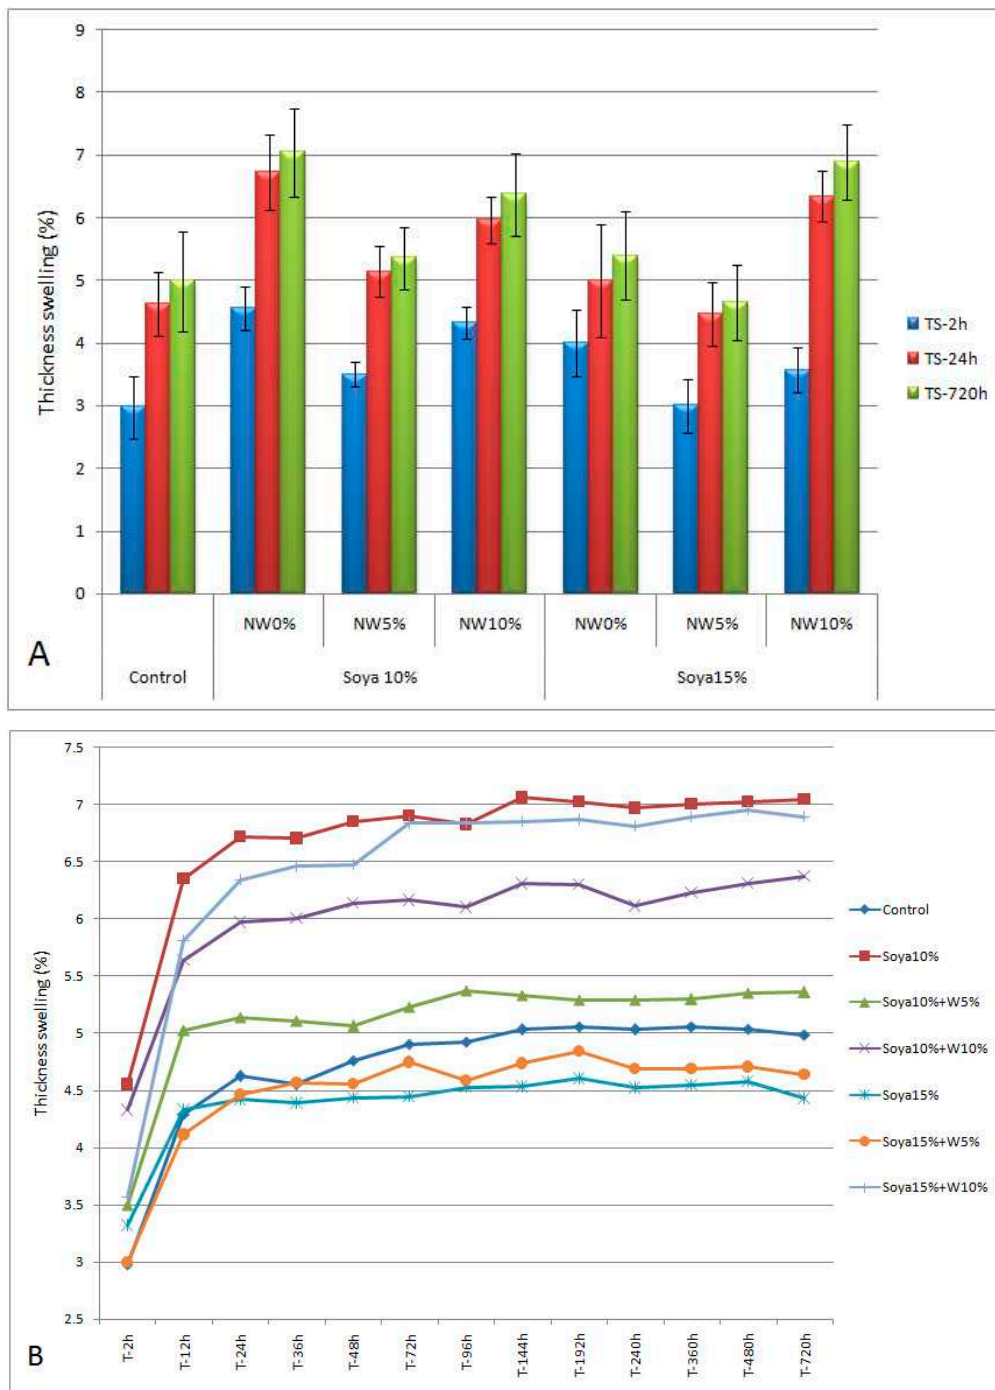 9
8
7
6
5
4
3
2
1
0
Thickness swelling (%)
NW0% NW5% NW10% NW0% NW5% NW10%
Control Soya 10% Soya15%
A
TS-2h
TS-24h
TS-720h
7.5
7
6.5
6
5.5
5
4.5
4
3.5
3
2.5
Thickness swelling (%)
T-2h T-12h T-24h T-36h T-48h T-72h T-96h T-144h T-192h T-240h T-360h T-480h T-720h
B
Control
Soya10%
Soya10%+W5%
Soya10%+W10%
Soya15%
Soya15%+W5%
Soya15%+W10%